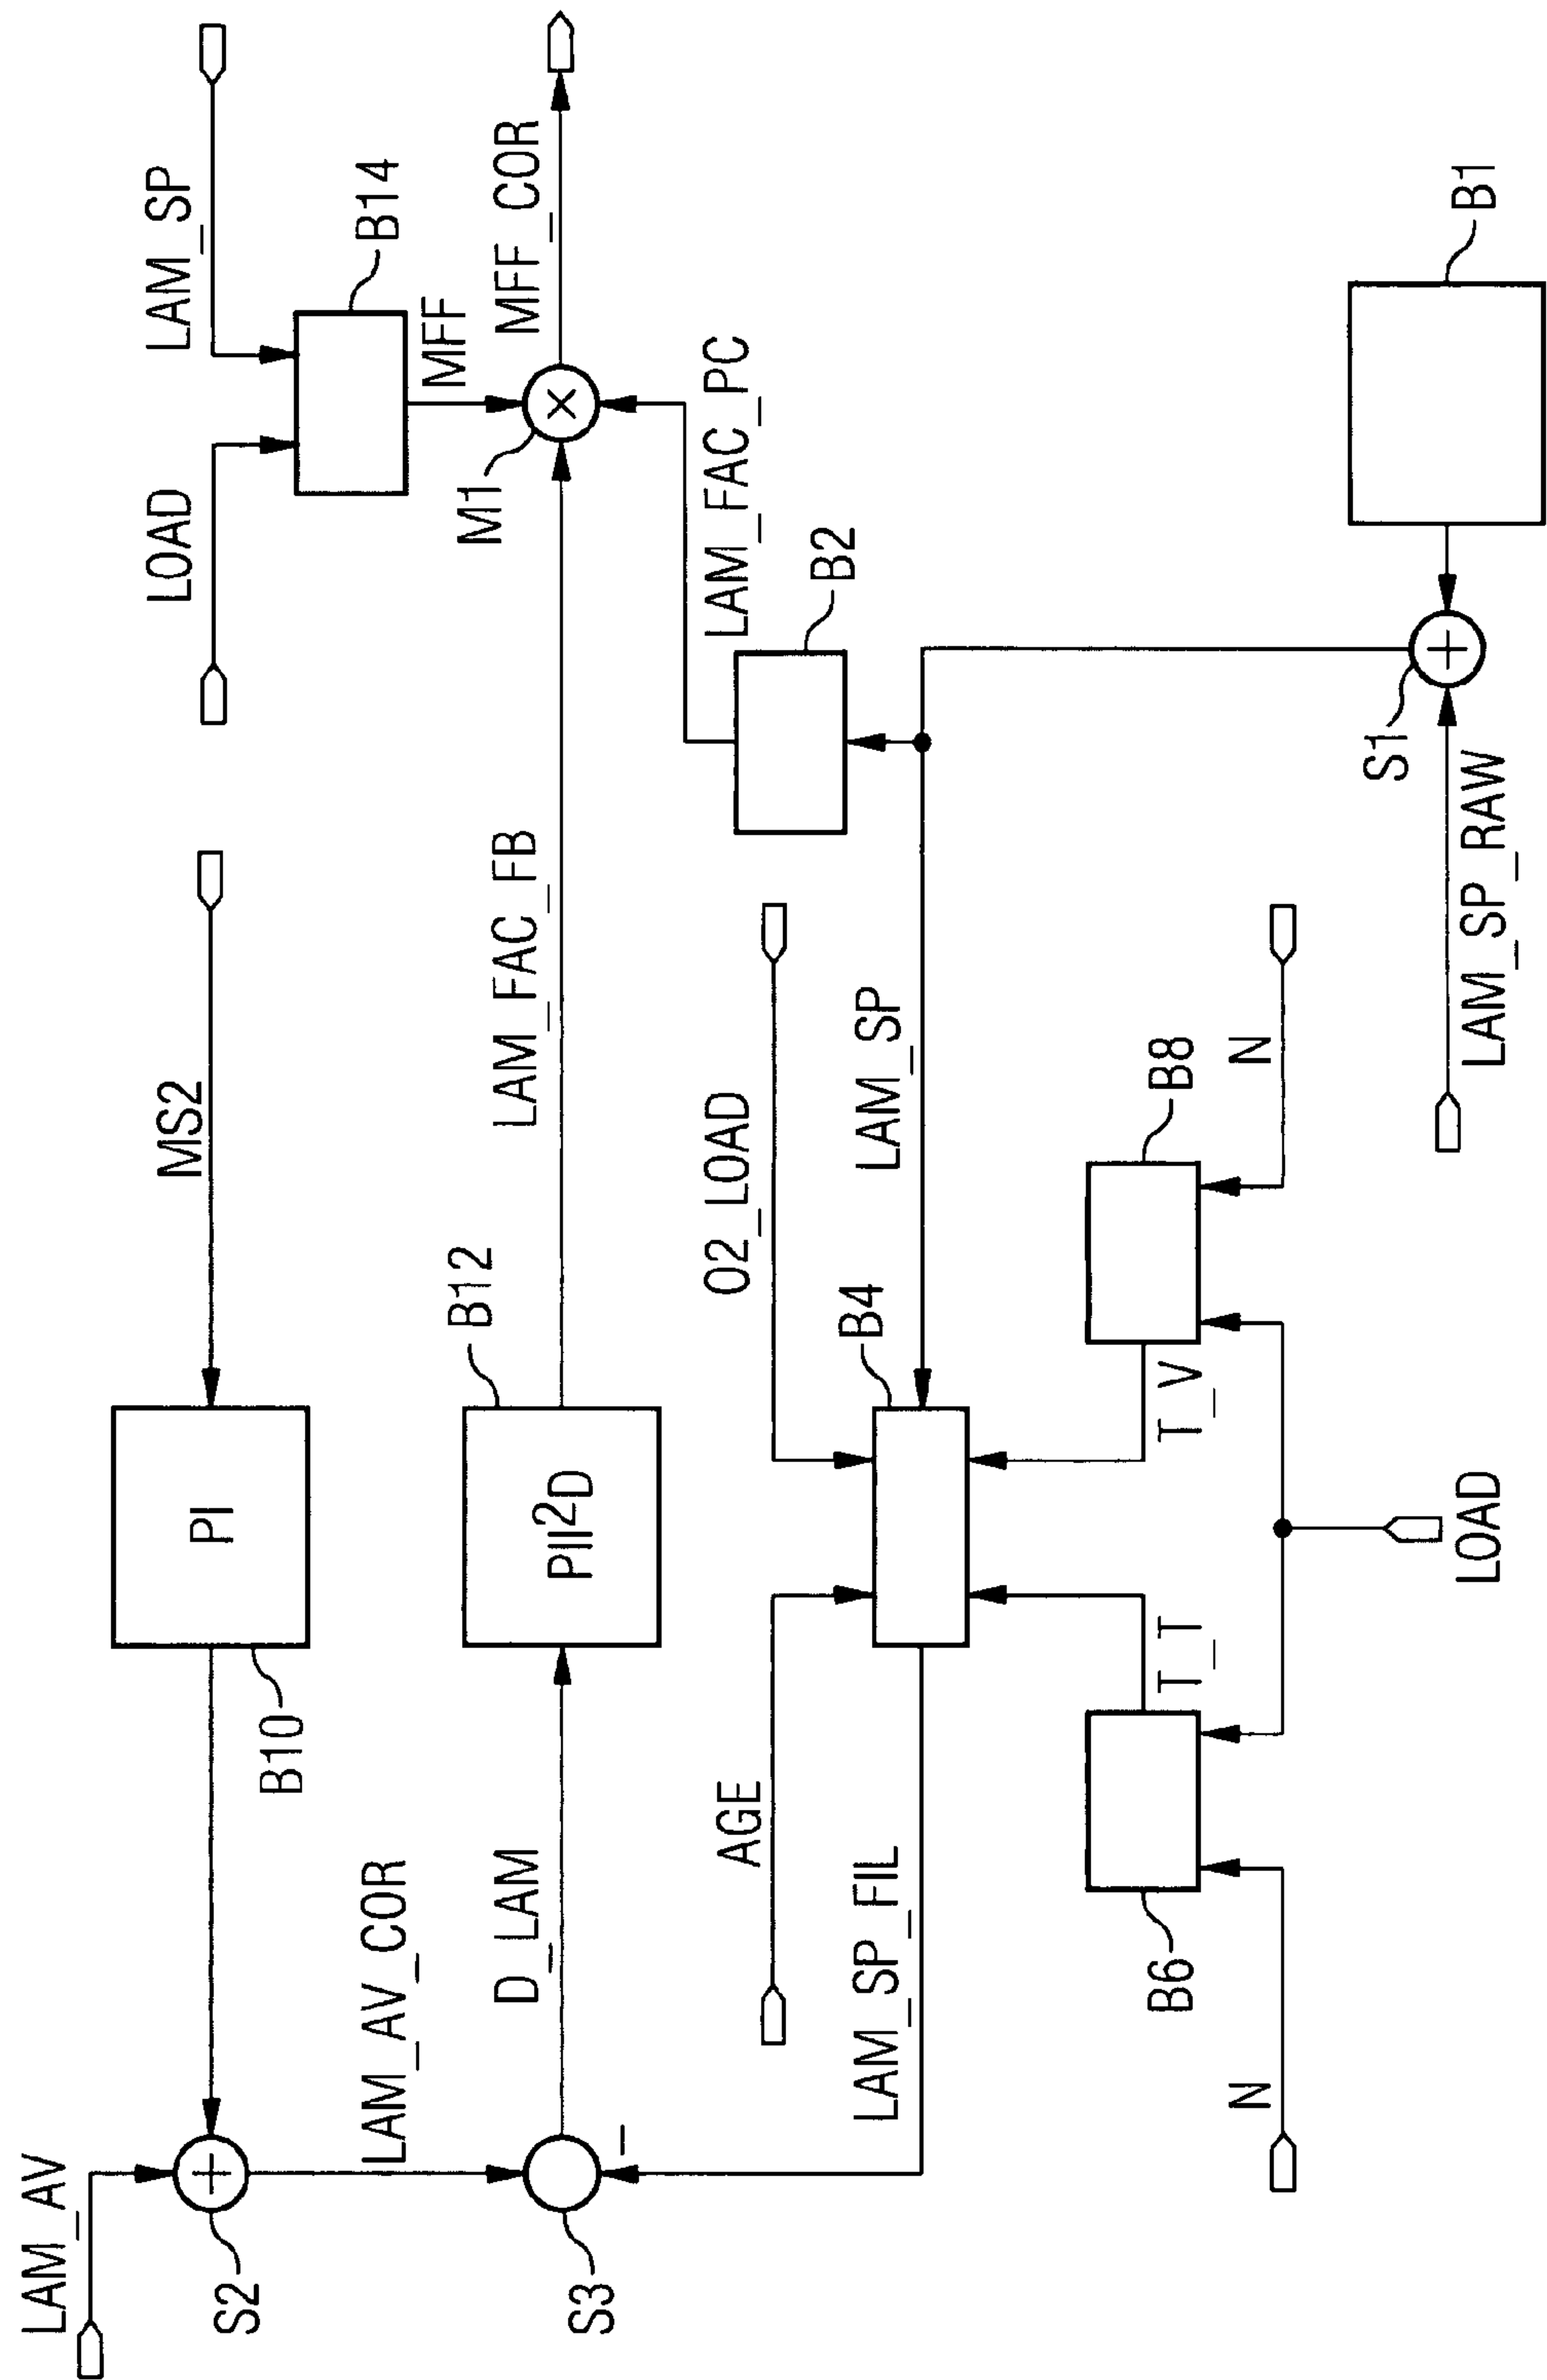 LAM_AV
S2
B10
PI
MS2
LOAD
LAM_SP
B14
MFF
LAM_AV_COR
S3
D_LAM
B12
PII²D
LAM_FAC_FB
M1
MFF_COR
AGE
O2_LOAD
LAM_FAC_PC
B2
LAM_SP_FIL
B4
LAM_SP
B6
T_T
T_V
B8
N
N
LOAD
S1
LAM_SP_RAW
B1